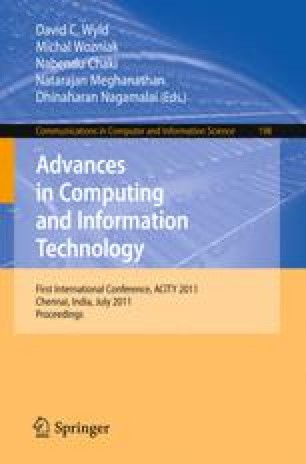 David C. Wyld
Michal Wozniak
Nabendu Chaki
Natarajan Meghanathan
Dhinaharan Nagamalai (Eds.)
Communications in Computer and Information Science 198
Advances
in Computing
and Information
Technology
First International Conference, ACITY 2011
Chennai, India, July 2011
Proceedings
Springer